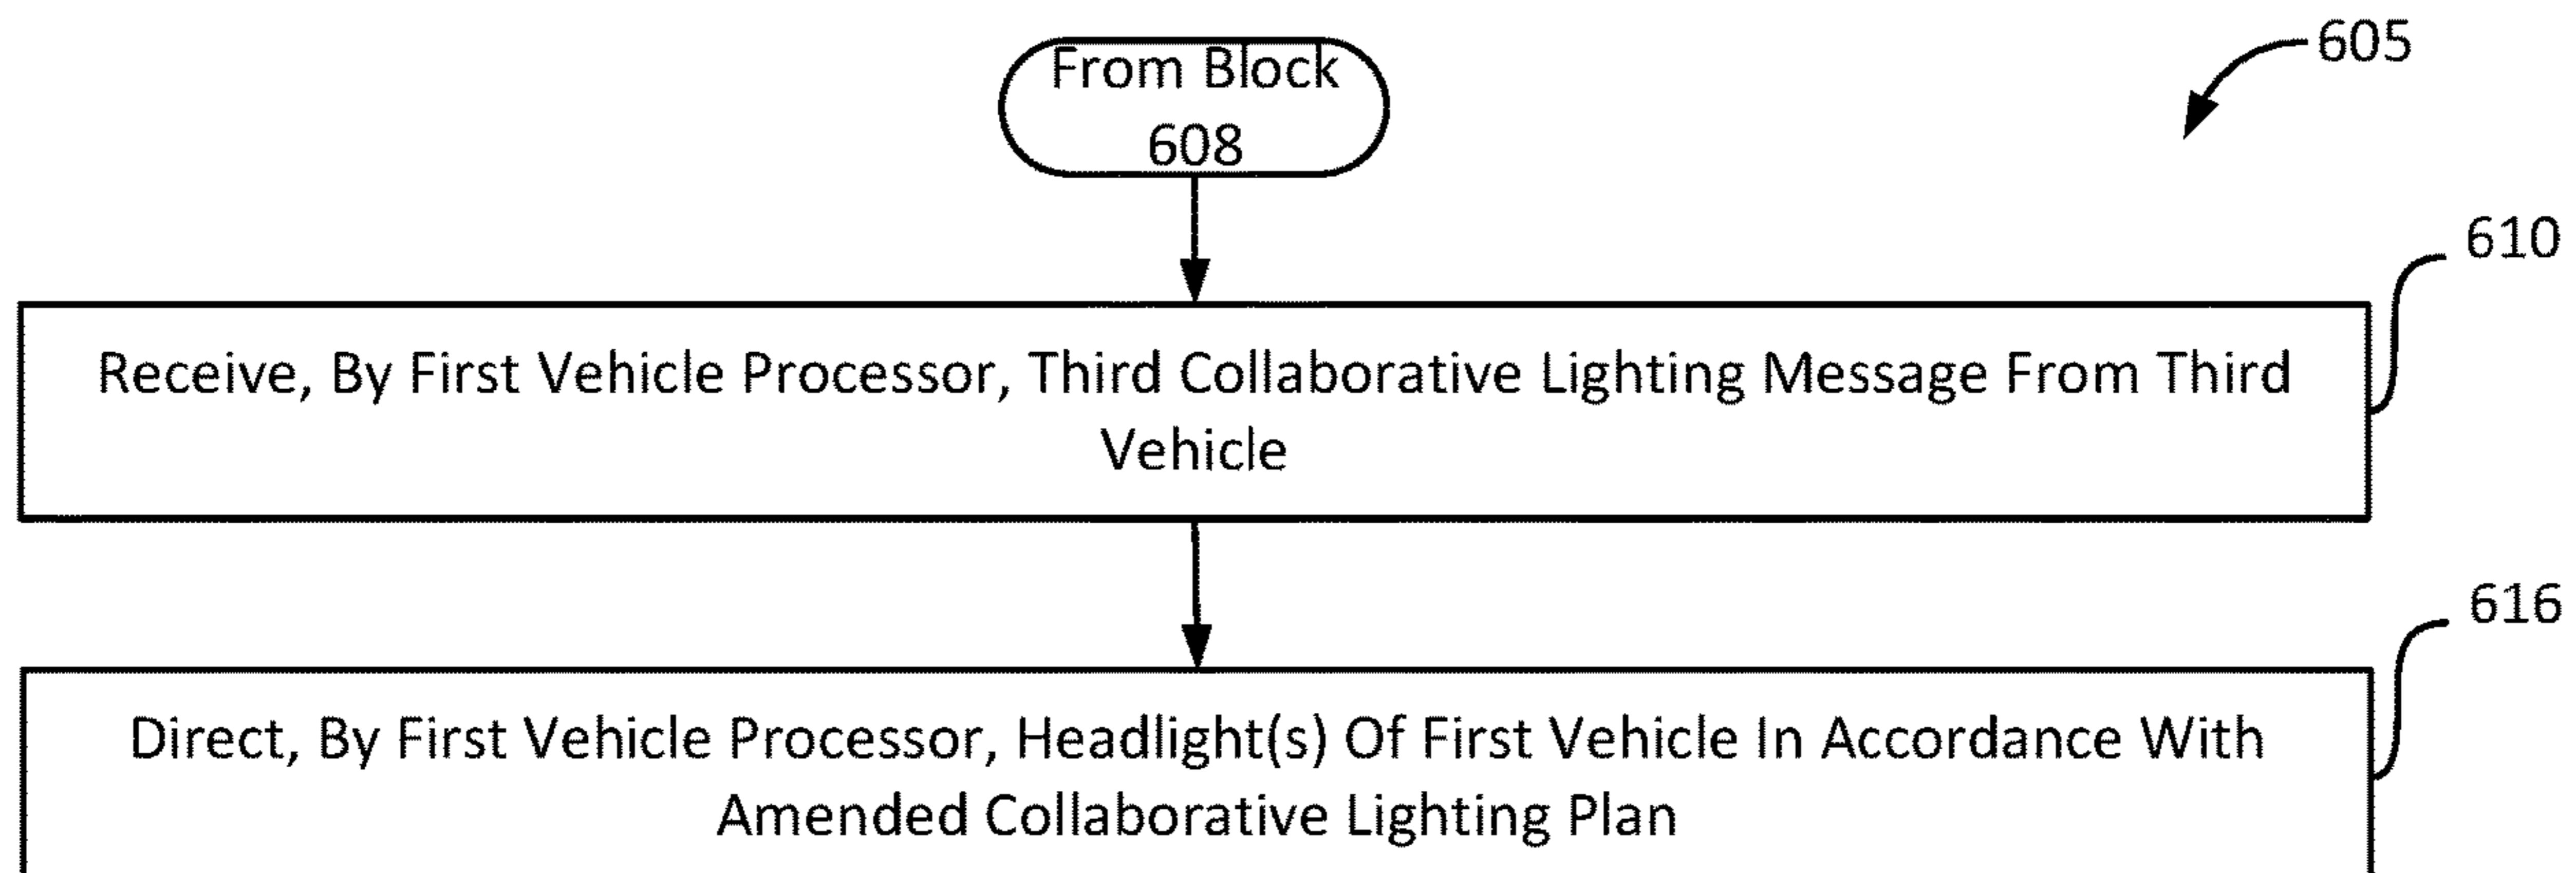 From Block
608
605
610
Receive, By First Vehicle Processor, Third Collaborative Lighting Message From Third
Vehicle
616
Direct, By First Vehicle Processor, Headlight(s) Of First Vehicle In Accordance With
Amended Collaborative Lighting Plan